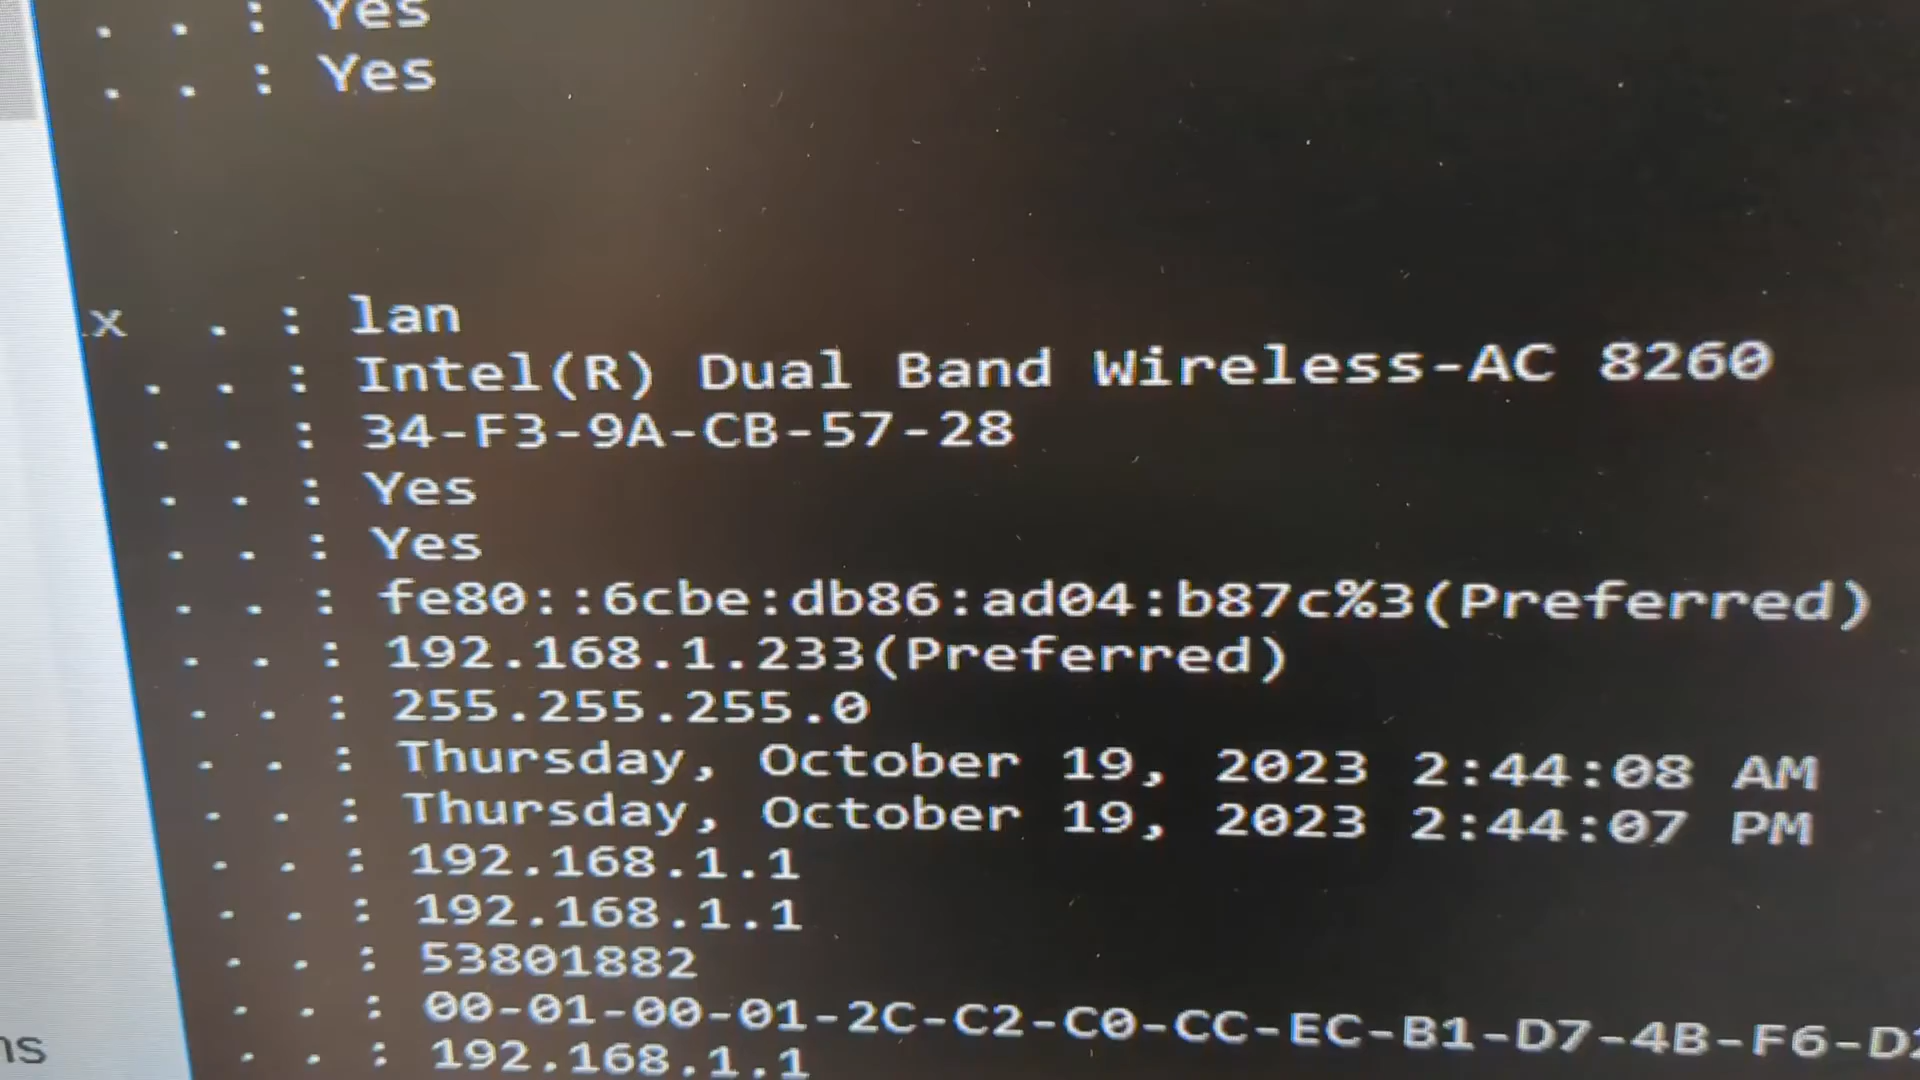 . . : Yes
. . : Yes
.x . : lan
. . : Intel(R) Dual Band Wireless-AC 8260
. . : 34-F3-9A-CB-57-28
. . : Yes
. . : Yes
. . : fe80::6cbe:db86:ad04:b87c%3(Preferred)
. . : 192.168.1.233(Preferred)
. . : 255.255.255.0
. . : Thursday, October 19, 2023 2:44:08 AM
. . : Thursday, October 19, 2023 2:44:07 PM
. . : 192.168.1.1
. . : 192.168.1.1
. . : 53801882
. . : 00-01-00-01-2C-C2-C0-CC-EC-B1-D7-4B-F6-D
. . : 192.168.1.1